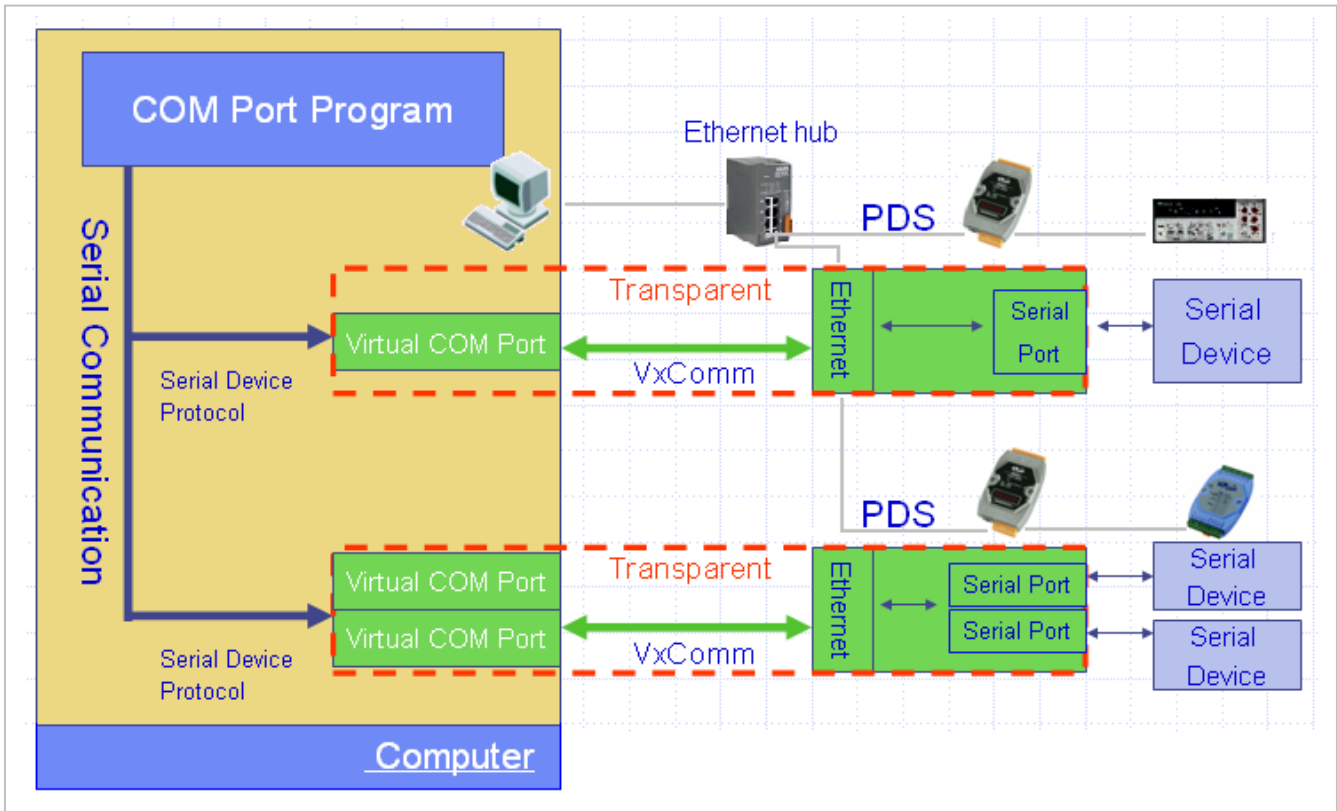 COM Port Program
Ethernet hub
PDS
Serial Communication
Transparent
Virtual COM Port
VxComm
Ethernet
Serial
Port
Serial
Device
Serial Device
Protocol
PDS
Transparent
Virtual COM Port
Virtual COM Port
VxComm
Ethernet
Serial Port
Serial Port
Serial
Device
Serial
Device
Serial Device
Protocol
Computer